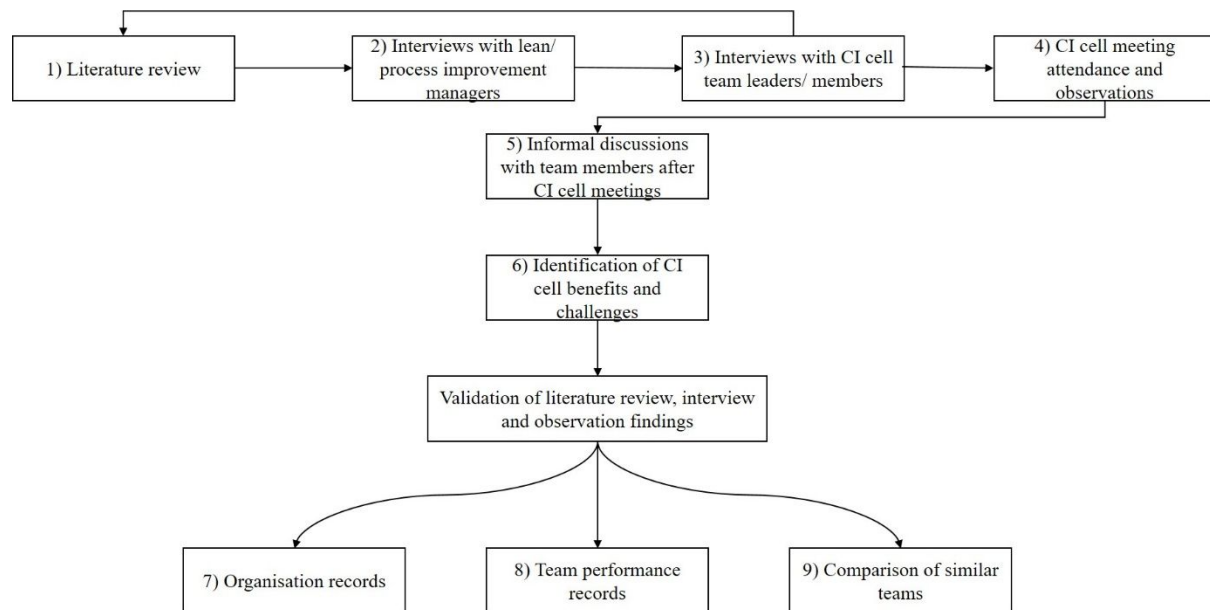 1) Literature review
2) Interviews with lean/
process improvement
managers
3) Interviews with CI cell
team leaders/ members
4) CI cell meeting
attendance and
observations
5) Informal discussions
with team members after
CI cell meetings
6) Identification of CI
cell benefits and
challenges
Validation of literature review, interview
and observation findings
7) Organisation records
8) Team performance
records
9) Comparison of similar
teams